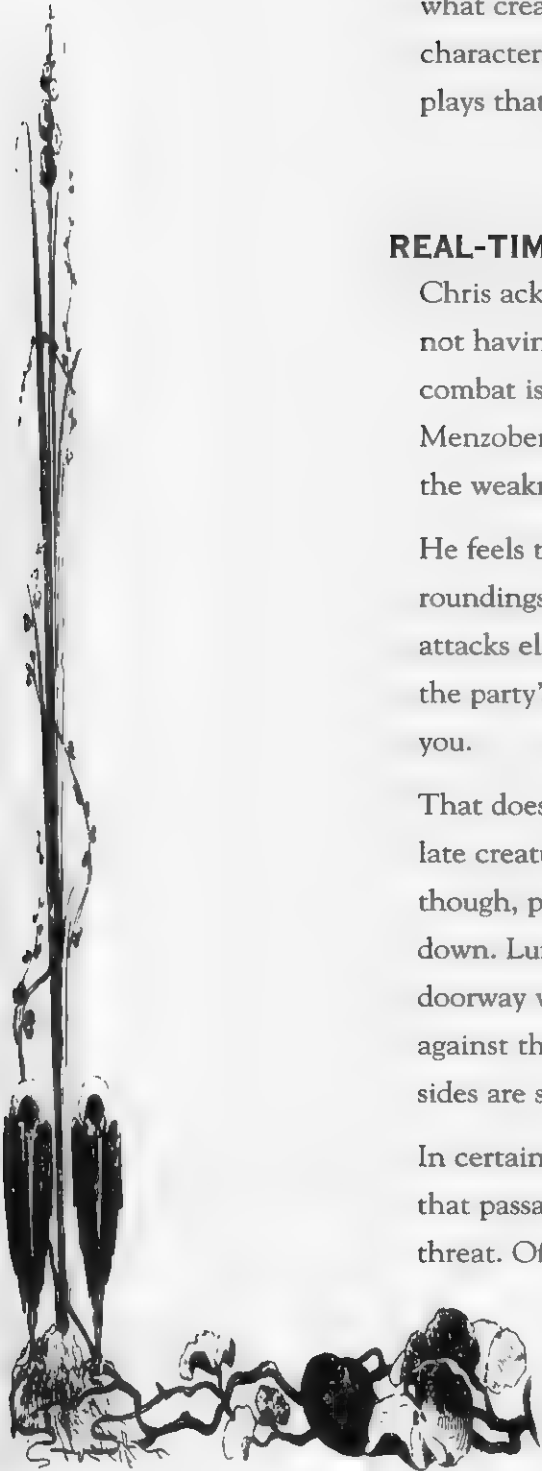 what crea
character
plays that
REAL-TIM
Chris ack
not havin
combat is
Menzober
the weakn
He feels t
roundings
attacks el
the party'
you.
That does
late creatu
though, p
down. Lu
doorway w
against th
sides are s
In certain
that passa
threat. Of